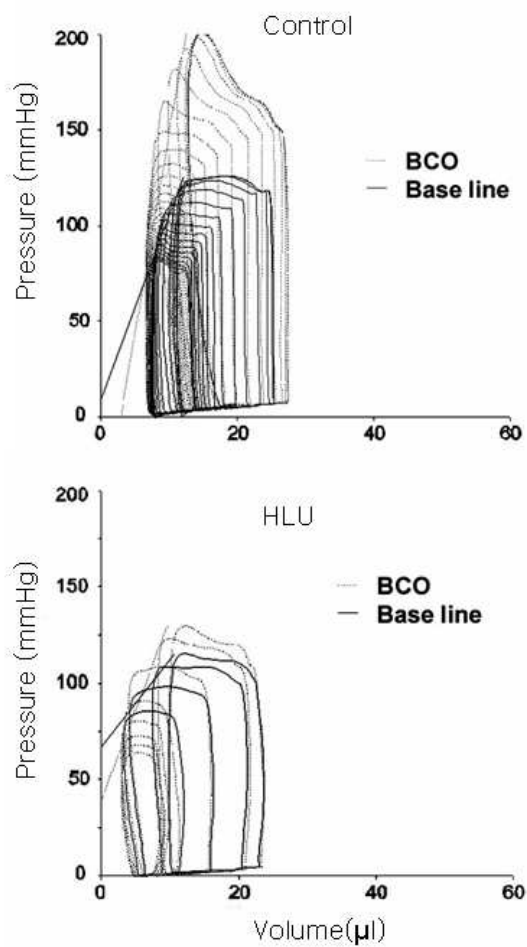 Control
200
150
100
50
0
Pressure (mmHg)
BCO
Base line
0
20
40
60
HLU
200
150
100
50
0
Pressure (mmHg)
BCO
Base line
0
20
40
60
Volume(μl)